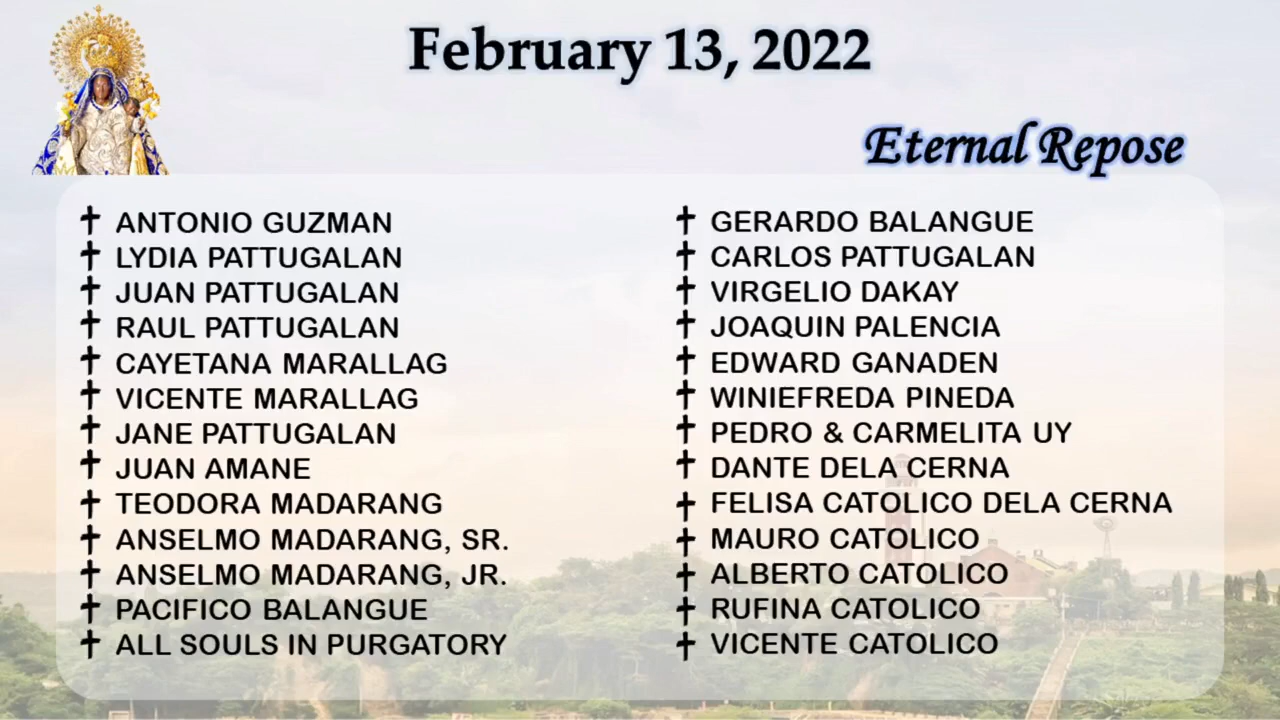 February 13, 2022
Eternal Repose
ANTONIO GUZMAN
LYDIA PATTUGALAN
JUAN PATTUGALAN
RAUL PATTUGALAN
CAYETANA MARALLAG
VICENTE MARALLAG
JANE PATTUGALAN
JUAN AMANE
TEODORA MADARANG
ANSELMO MADARANG, SR.
ANSELMO MADARANG, JR.
PACIFICO BALANGUE
ALL SOULS IN PURGATORY
GERARDO BALANGUE
CARLOS PATTUGALAN
VIRGELIO DAKAY
JOAQUIN PALENCIA
EDWARD GANADEN
WINIEFREDA PINEDA
PEDRO & CARMELITA UY
DANTE DELA CERNA
FELISA CATOLICO DELA CERNA
MAURO CATOLICO
ALBERTO CATOLICO
RUFINA CATOLICO
VICENTE CATOLICO